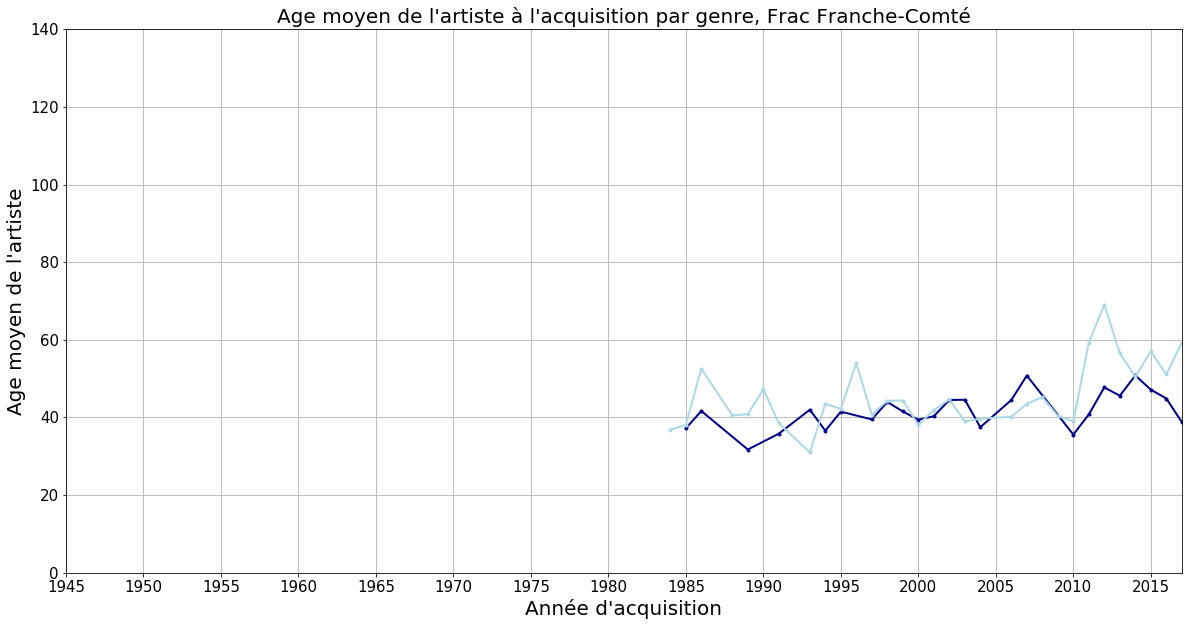 Age moyen de l'artiste à l'acquisition par genre, Frac Franche-Comté
140
120
100
80
60
40
20
0
Age moyen de l'artiste
1945 1950 1955 1960 1965 1970 1975 1980 1985 1990 1995 2000 2005 2010 2015
Année d'acquisition